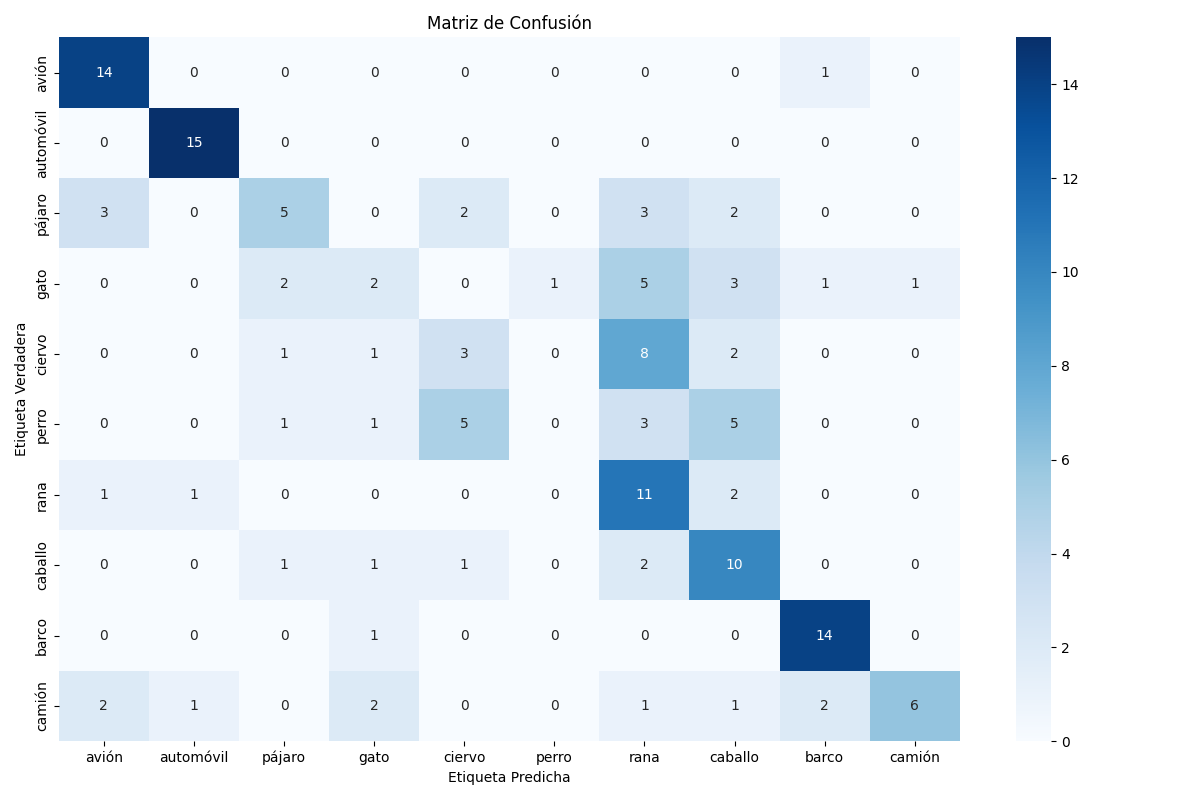 Matriz de Confusión
avión 14 0 0 0 0 0 0 0 1 0
automóvil 0 15 0 0 0 0 0 0 0 0
pájaro 3 0 5 0 2 0 3 2 0 0
gato 0 0 2 2 0 1 5 3 1 1
ciervo 0 0 1 1 3 0 8 2 0 0
perro 0 0 1 1 5 0 3 5 0 0
rana 1 1 0 0 0 0 11 2 0 0
caballo 0 0 1 1 1 0 2 10 0 0
barco 0 0 0 1 0 0 0 0 14 0
camión 2 1 0 2 0 0 1 1 2 6
avión automóvil pájaro gato ciervo perro rana caballo barco camión
Etiqueta Predicha
Etiqueta Verdadera
14
12
10
8
6
4
2
0